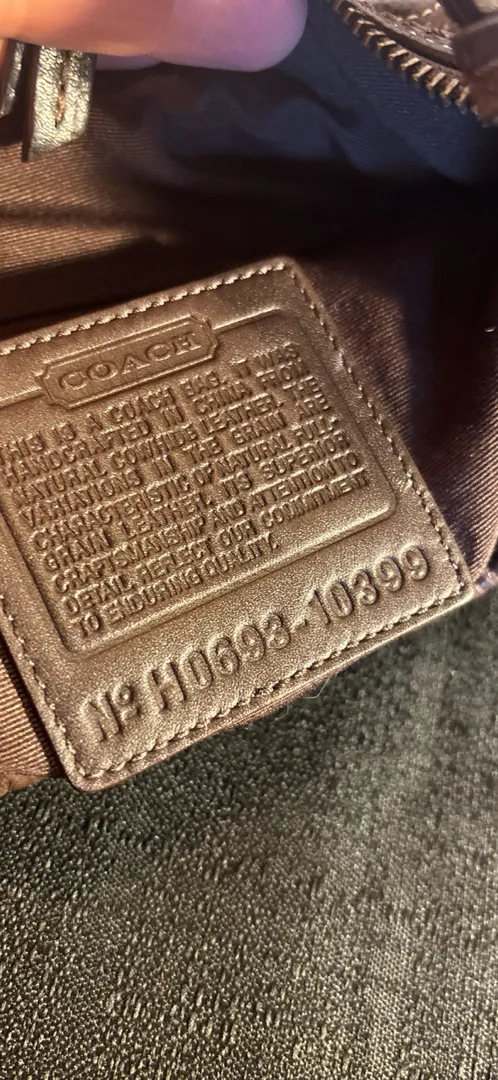 COACH
THIS IS A COACH BAG. IT WAS
HANDCRAFTED IN CHINA FROM
NATURAL COWHIDE LEATHER. THE
VARIATIONS IN THE GRAIN ARE
CHARACTERISTIC OF NATURAL FULL-
GRAIN LEATHER. ITS SUPERIOR
CRAFTSMANSHIP AND ATTENTION TO
DETAIL REFLECT OUR COMMITMENT
TO ENDURING QUALITY.
Nº H0693-10399